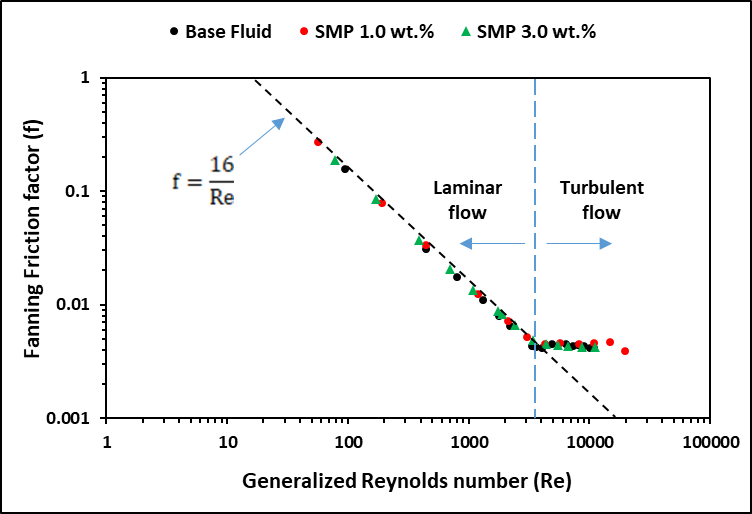 Base Fluid SMP 1.0 wt.% SMP 3.0 wt.%
Fanning Friction factor (f)
1
0.1
0.01
0.001
f = 16/Re
Laminar
flow
Turbulent
flow
1 10 100 1000 10000 100000
Generalized Reynolds number (Re)